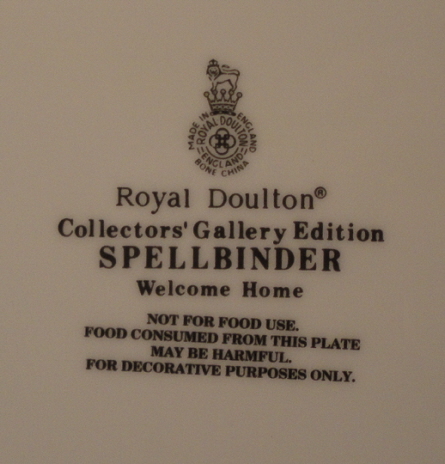 MADE IN ENGLAND
ROYAL DOULTON
ENGLAND
BONE CHINA
Royal Doulton®
Collectors' Gallery Edition
SPELLBINDER
Welcome Home
NOT FOR FOOD USE.
FOOD CONSUMED FROM THIS PLATE
MAY BE HARMFUL.
FOR DECORATIVE PURPOSES ONLY.